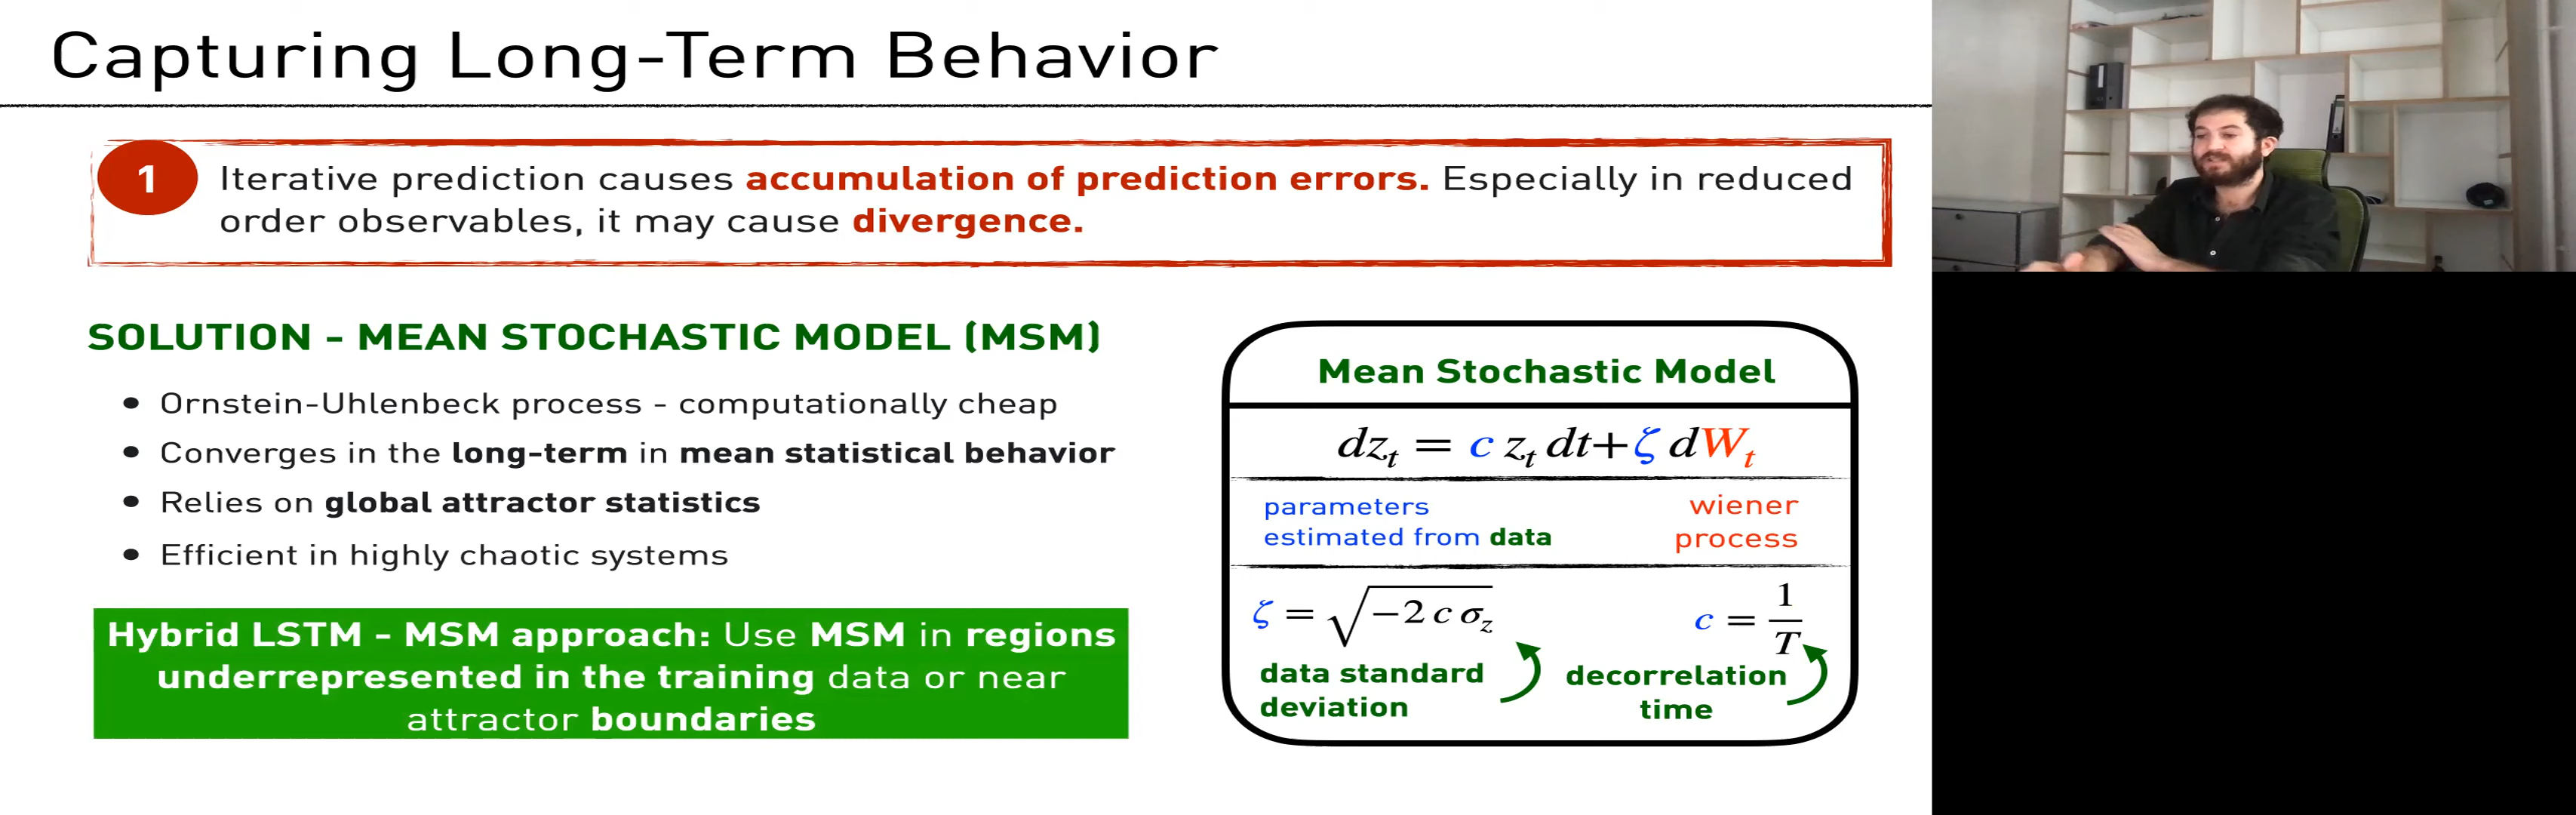 Capturing Long-Term Behavior
1
Iterative prediction causes accumulation of prediction errors. Especially in reduced
order observables, it may cause divergence.
SOLUTION - MEAN STOCHASTIC MODEL (MSM)
• Ornstein-Uhlenbeck process - computationally cheap
• Converges in the long-term in mean statistical behavior
• Relies on global attractor statistics
• Efficient in highly chaotic systems
Hybrid LSTM - MSM approach: Use MSM in regions
underrepresented in the training data or near
attractor boundaries
Mean Stochastic Model
dz_t = c z_t dt+ζ dW_t
parameters
estimated from data
wiener
process
ζ = √(−2 c σ_z)
c = 1/T
data standard
deviation
decorrelation
time